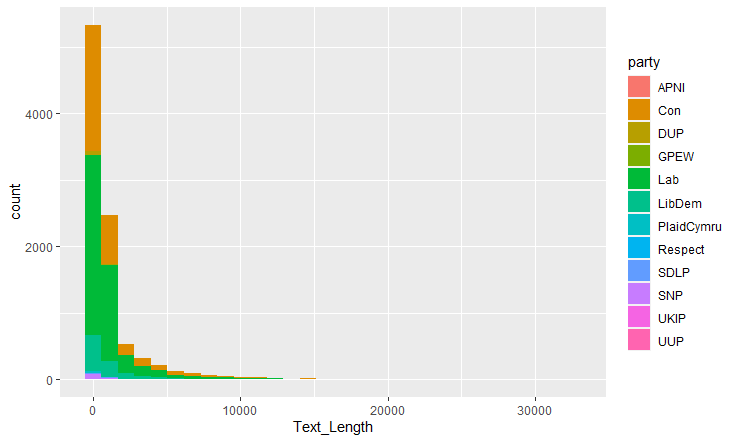 4000
2000
0
count
0
10000
20000
30000
Text_Length
party
APNI
Con
DUP
GPEW
Lab
LibDem
PlaidCymru
Respect
SDLP
SNP
UKIP
UUP